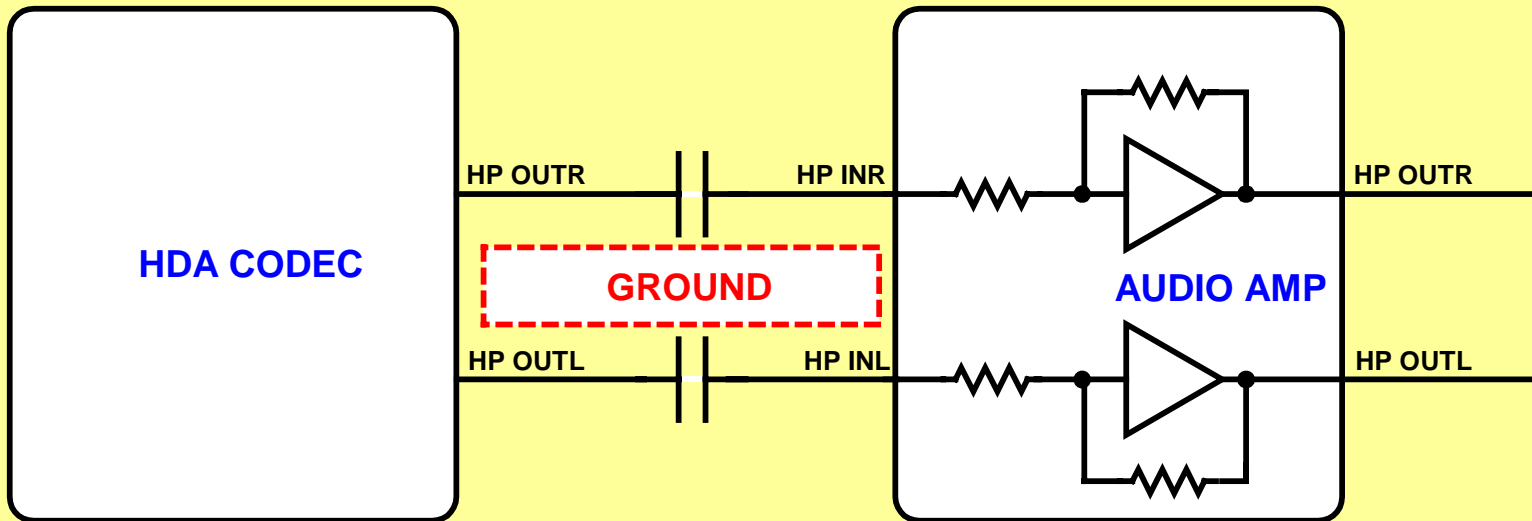 HP OUTR
HP INR
HP OUTR
HDA CODEC
GROUND
AUDIO AMP
HP OUTL
HP INL
HP OUTL